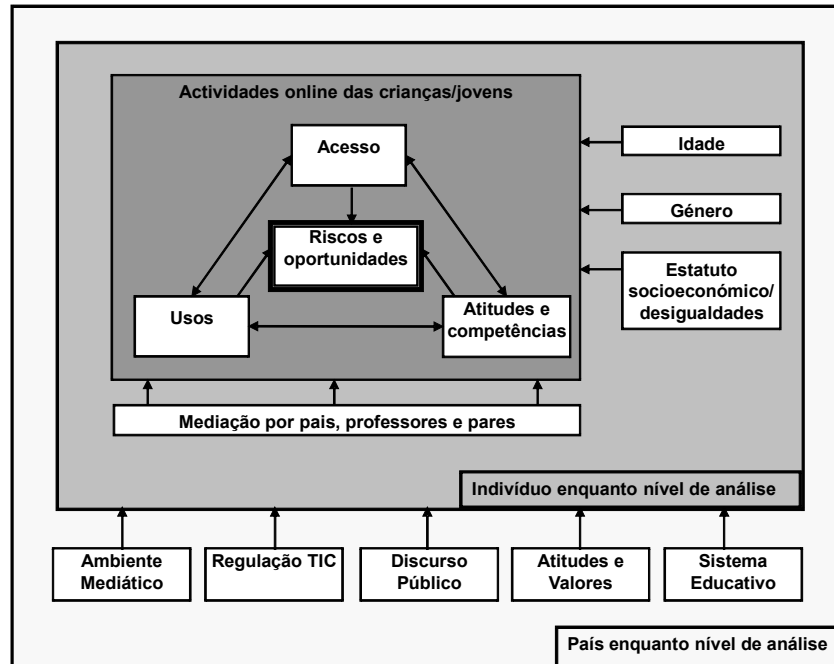 Actividades online das crianças/jovens
Acesso
Riscos e
oportunidades
Usos
Atitudes e
competências
Idade
Género
Estatuto
socioeconómico/
desigualdades
Mediação por pais, professores e pares
Indivíduo enquanto nível de análise
Ambiente
Mediático
Regulação TIC
Discurso
Público
Atitudes e
Valores
Sistema
Educativo
País enquanto nível de análise